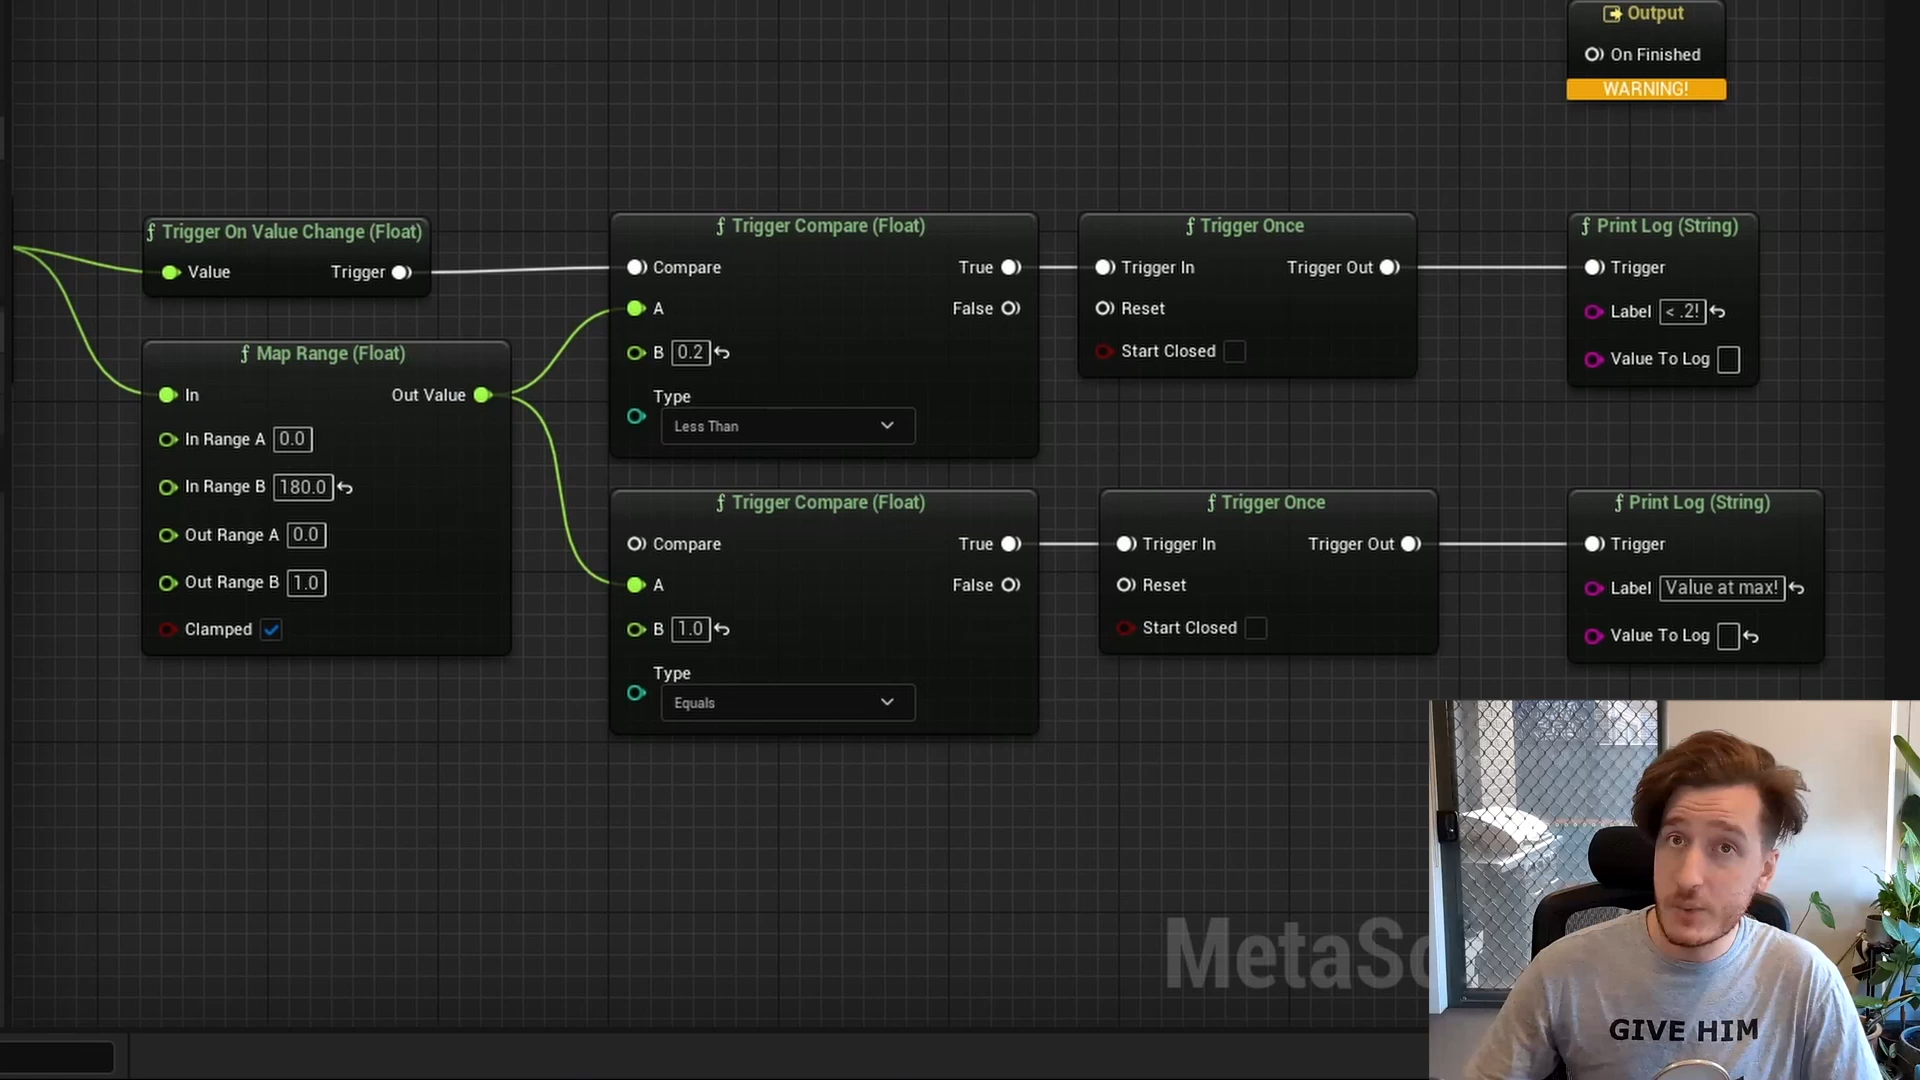 Output
On Finished
WARNING!
ƒ Trigger On Value Change (Float)
Value Trigger
ƒ Trigger Compare (Float)
Compare True
A False
B 0.2
Type
Less Than
ƒ Trigger Once
Trigger In Trigger Out
Reset
Start Closed
ƒ Print Log (String)
Trigger
Label < .2!
Value To Log
ƒ Map Range (Float)
In Out Value
In Range A 0.0
In Range B 180.0
Out Range A 0.0
Out Range B 1.0
Clamped
ƒ Trigger Compare (Float)
Compare True
A False
B 1.0
Type
Equals
ƒ Trigger Once
Trigger In Trigger Out
Reset
Start Closed
ƒ Print Log (String)
Trigger
Label Value at max!
Value To Log
GIVE HIM